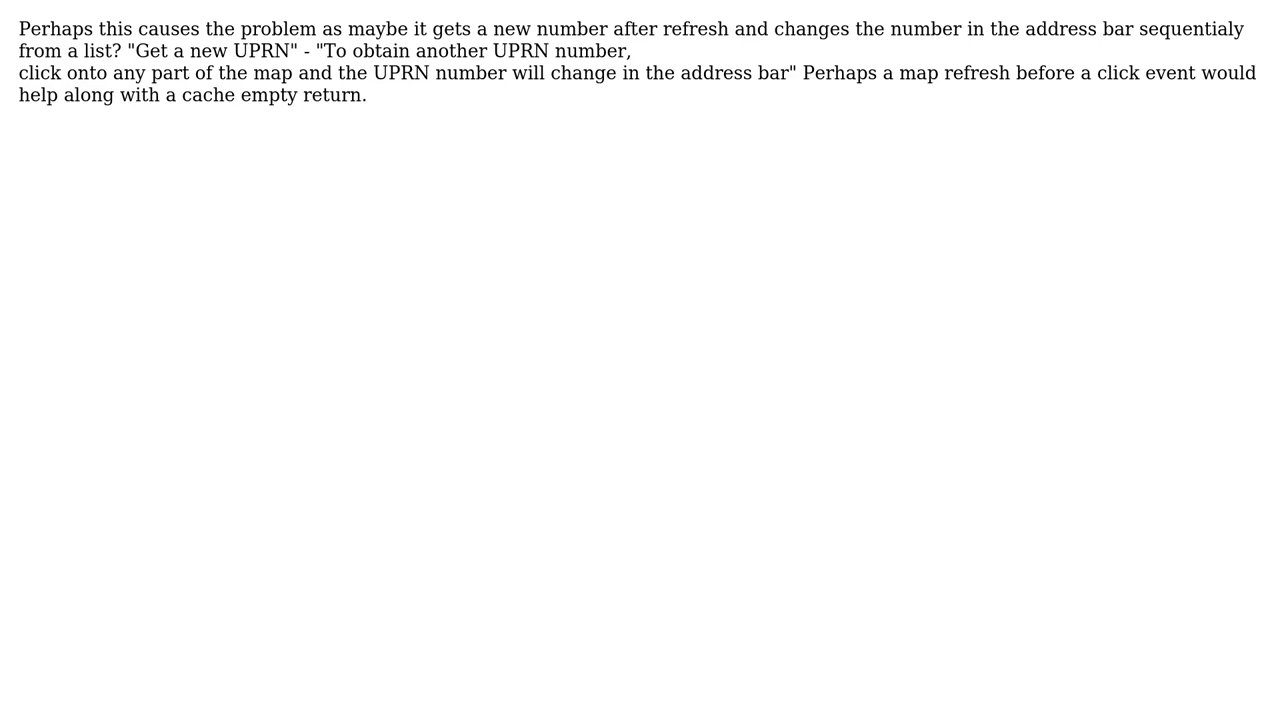 Perhaps this causes the problem as maybe it gets a new number after refresh and changes the number in the address bar sequentialy
from a list? "Get a new UPRN" - "To obtain another UPRN number,
click onto any part of the map and the UPRN number will change in the address bar" Perhaps a map refresh before a click event would
help along with a cache empty return.